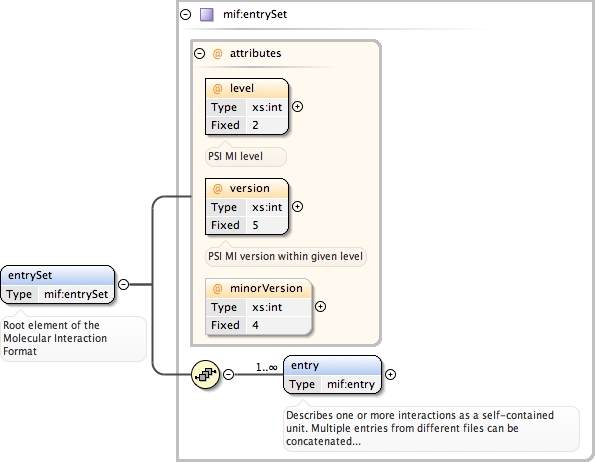 mif:entrySet
@ attributes
@ level
Type xs:int
Fixed 2
PSI MI level
@ version
Type xs:int
Fixed 5
PSI MI version within given level
@ minorVersion
Type xs:int
Fixed 4
entrySet
Type mif:entrySet
Root element of the
Molecular Interaction
Format
1..∞
entry
Type mif:entry
Describes one or more interactions as a self-contained
unit. Multiple entries from different files can be
concatenated...